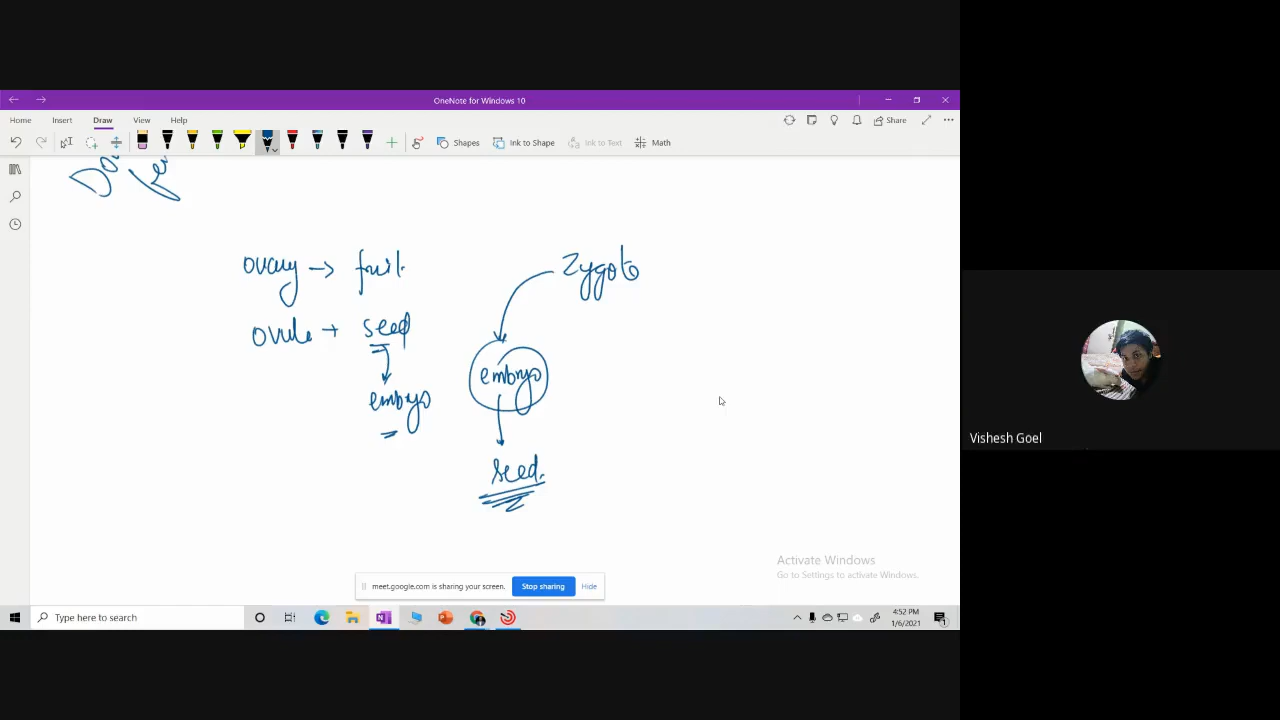 OneNote for Windows 10
Home Insert Draw View Help
Share
Shapes Ink to Shape Ink to Text Math
ovary → fruit.
ovule → seed
embryo
Zygote
embryo
seed.
Vishesh Goel
Activate Windows
Go to Settings to activate Windows.
meet.google.com is sharing your screen. Stop sharing Hide
Type here to search
4:52 PM
1/6/2021